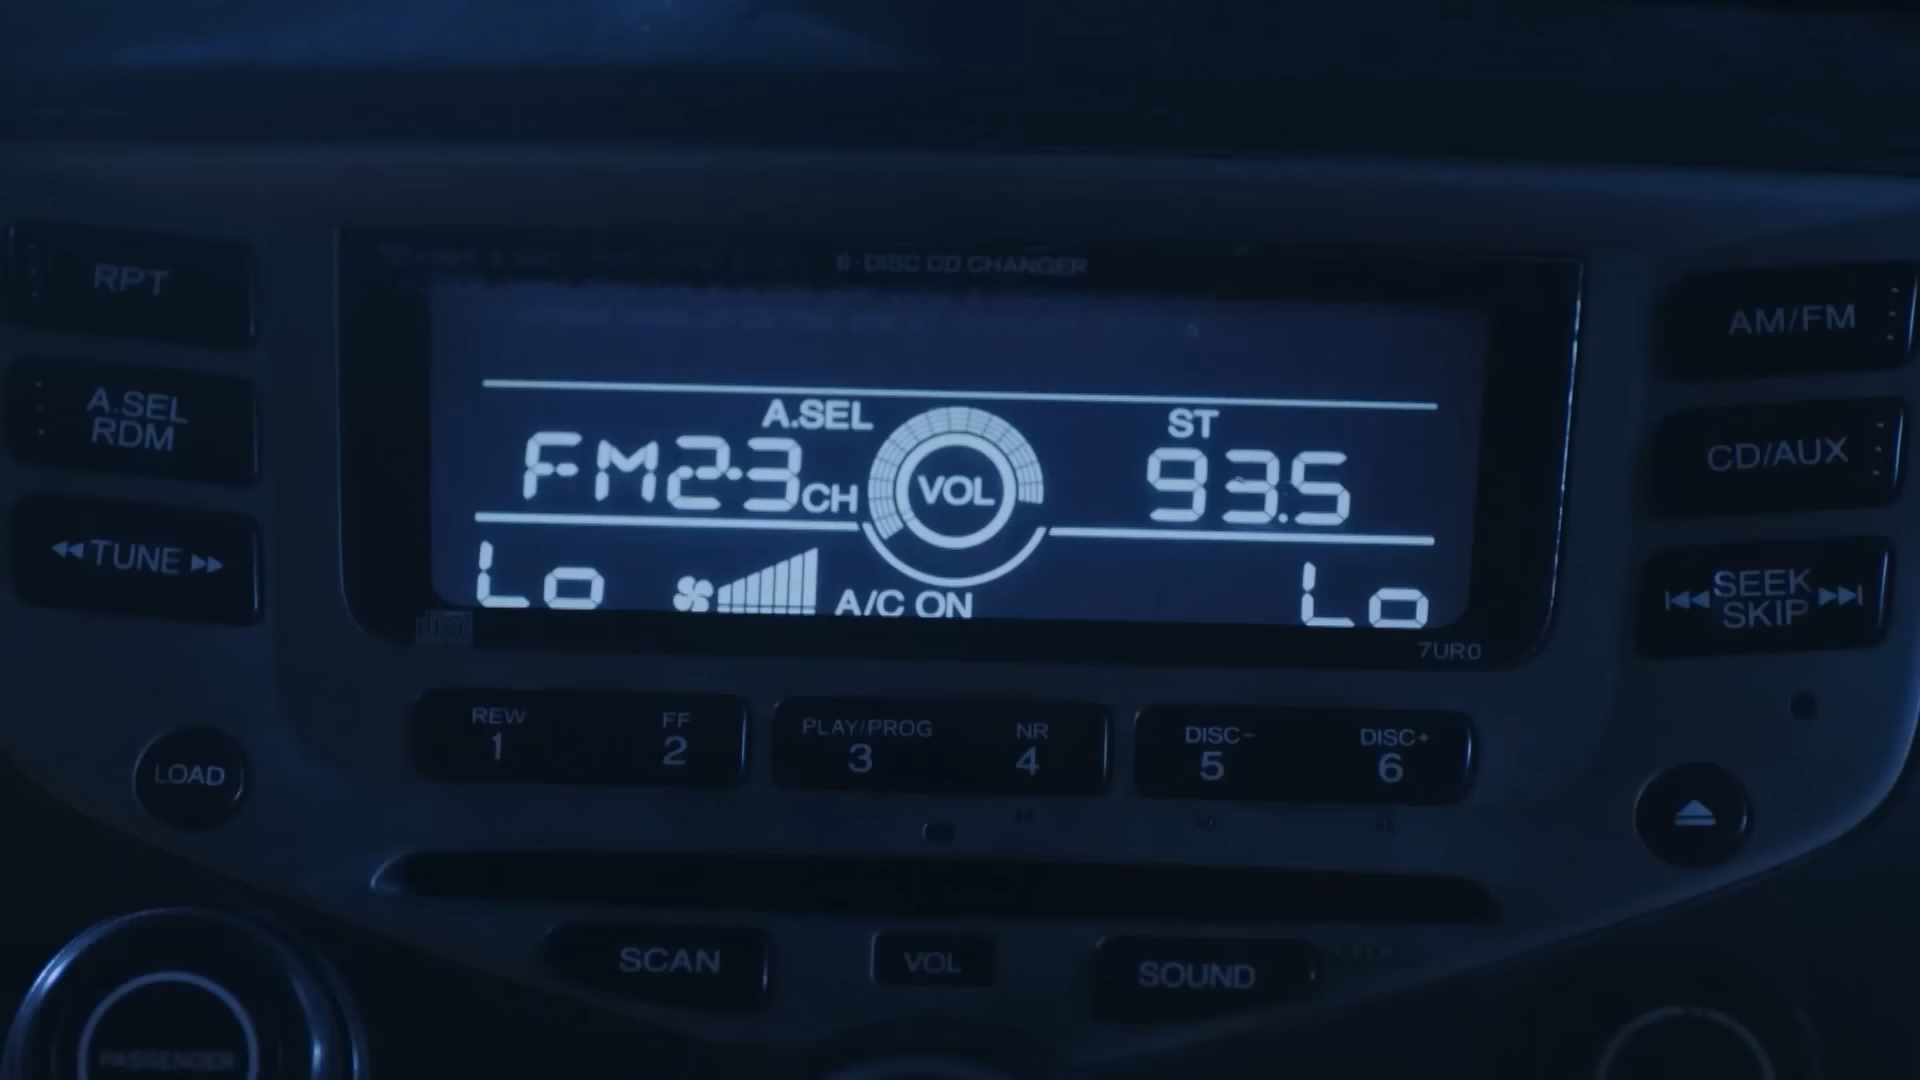 6·DISC CD CHANGER
RPT
AM/FM
A.SEL
ST
A.SEL
RDM
FM2·3CH
VOL
93.5
CD/AUX
TUNE
Lo
A/C ON
Lo
SEEK
SKIP
7UR0
REW
1
FF
2
PLAY/PROG
3
NR
4
DISC-
5
DISC+
6
LOAD
SCAN
VOL
SOUND
PASSENGER